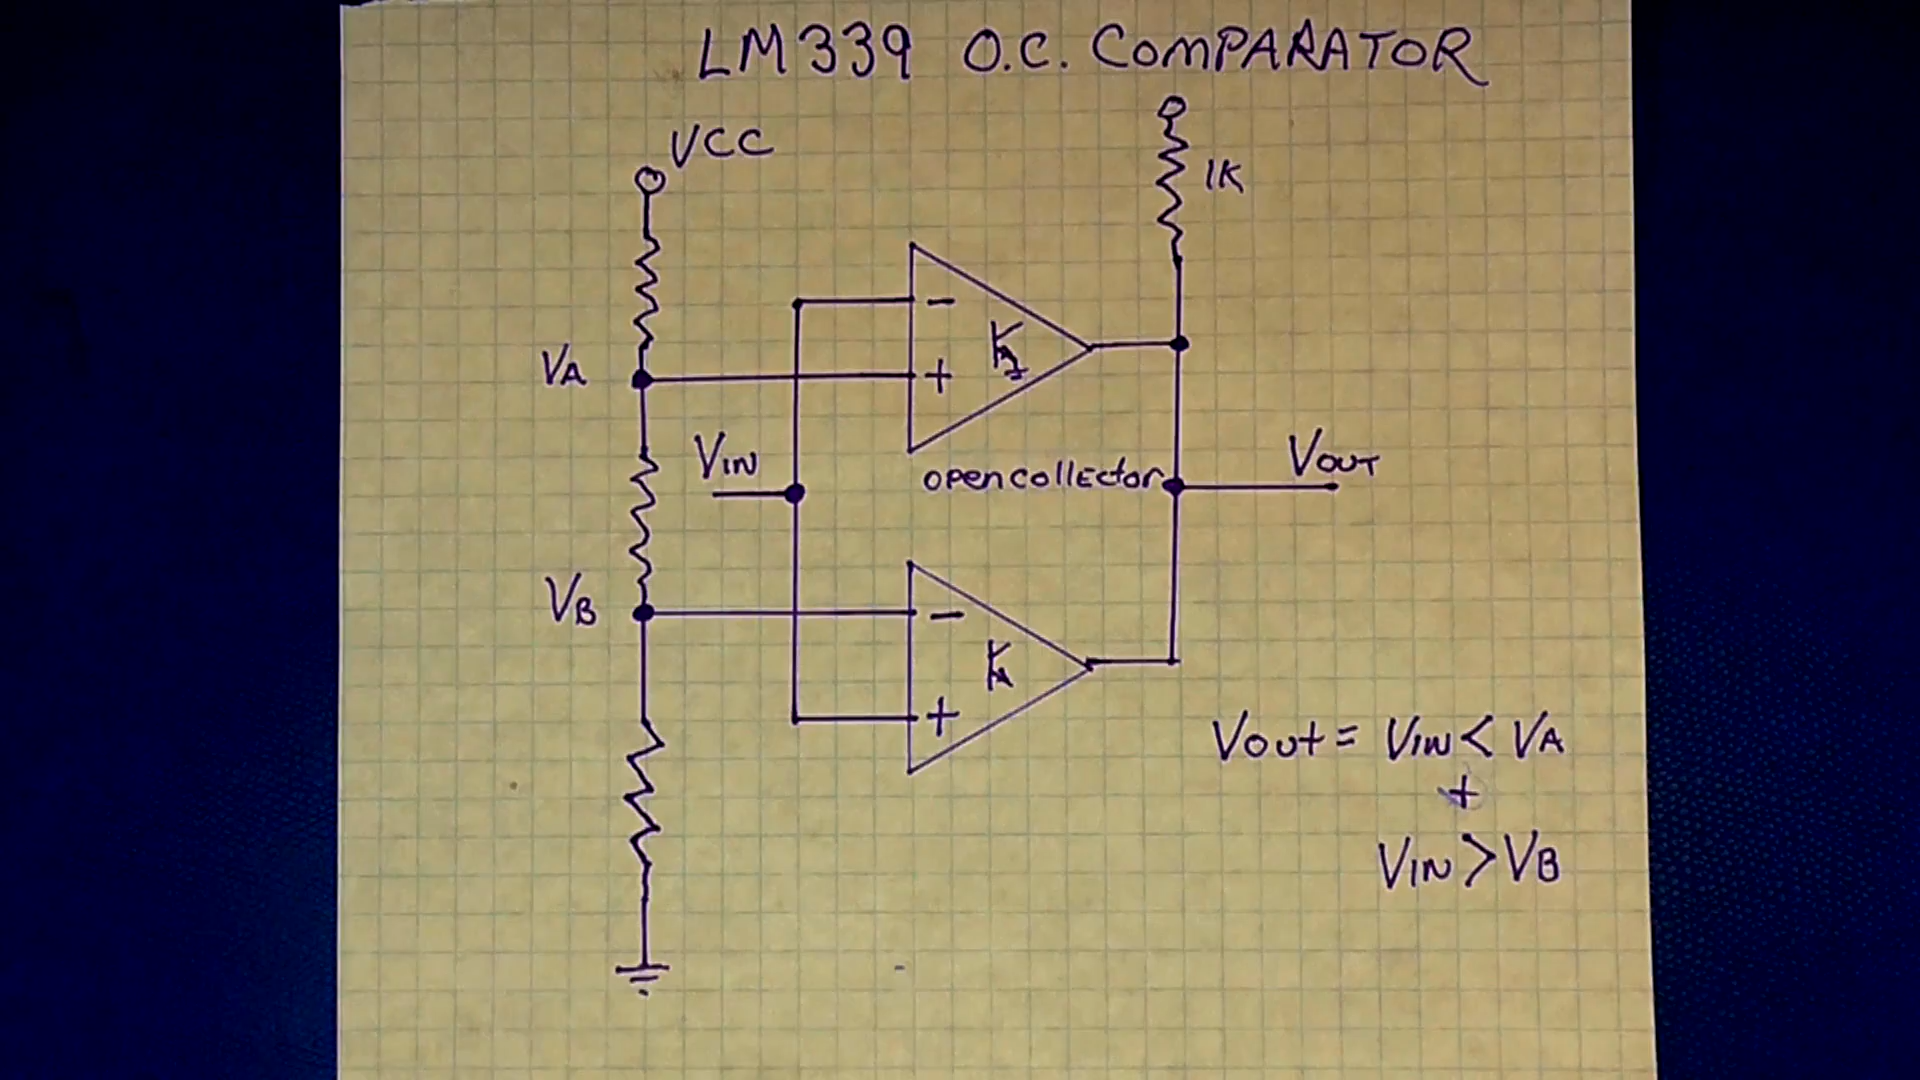 LM339 O.C. COMPARATOR
VCC
1K
VA
-
+
VIN
open collector
VOUT
VB
-
+
Vout = VIN < VA
+
VIN > VB